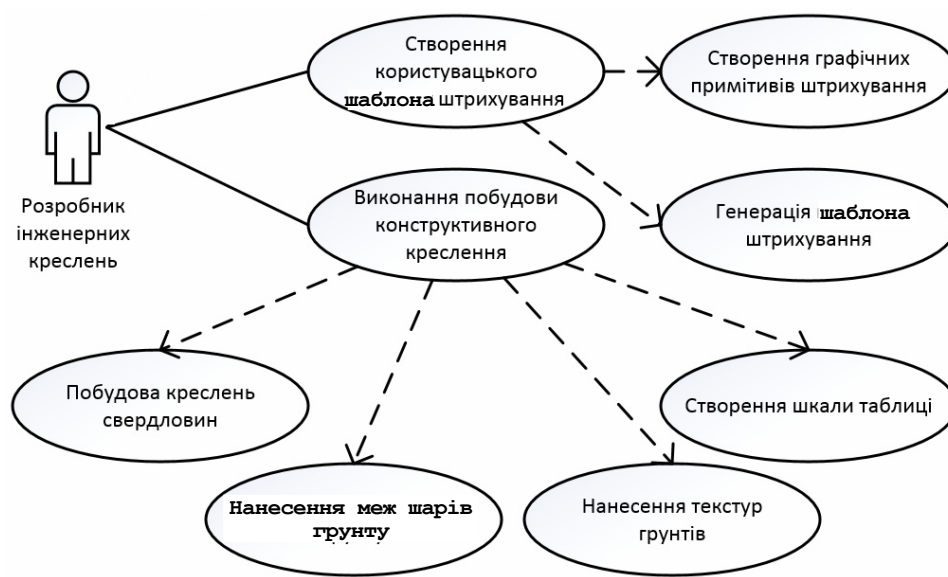 Створення
користувацького
шаблона штрихування
Створення графічних
примітивів штрихування
Розробник
інженерних
креслень
Виконання побудови
конструктивного
креслення
Генерація шаблона
штрихування
Побудова креслень
свердловин
Створення шкали таблиці
Нанесення меж шарів
грунту
Нанесення текстур
грунтів